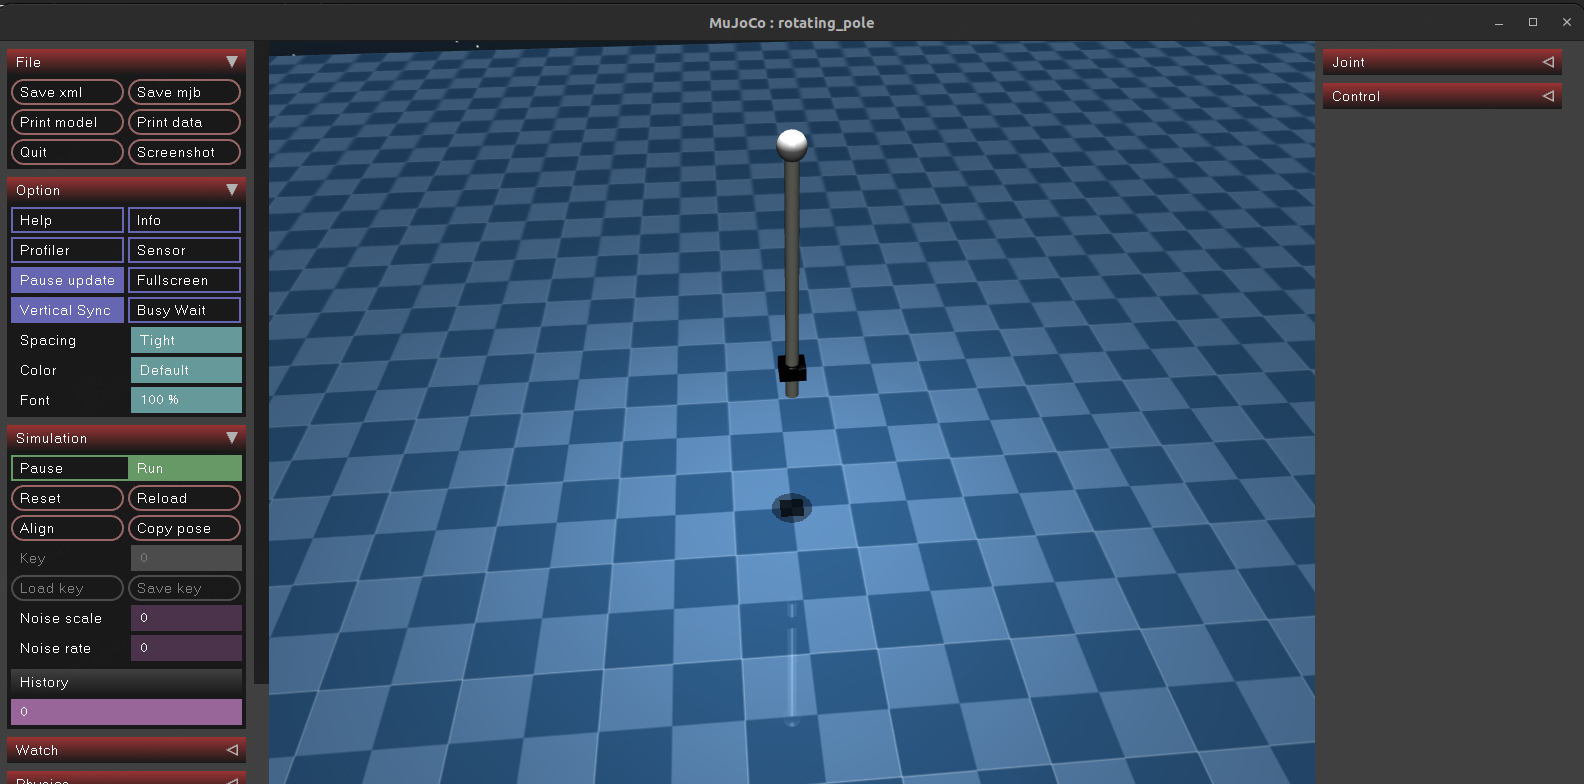 MuJoCo : rotating_pole
File
Save xml
Save mjb
Print model
Print data
Quit
Screenshot
Option
Help
Info
Profiler
Sensor
Pause update
Fullscreen
Vertical Sync
Busy Wait
Spacing
Tight
Color
Default
Font
100 %
Simulation
Pause
Run
Reset
Reload
Align
Copy pose
Key
0
Load key
Save key
Noise scale
0
Noise rate
0
History
0
Watch
Physics
Joint
Control